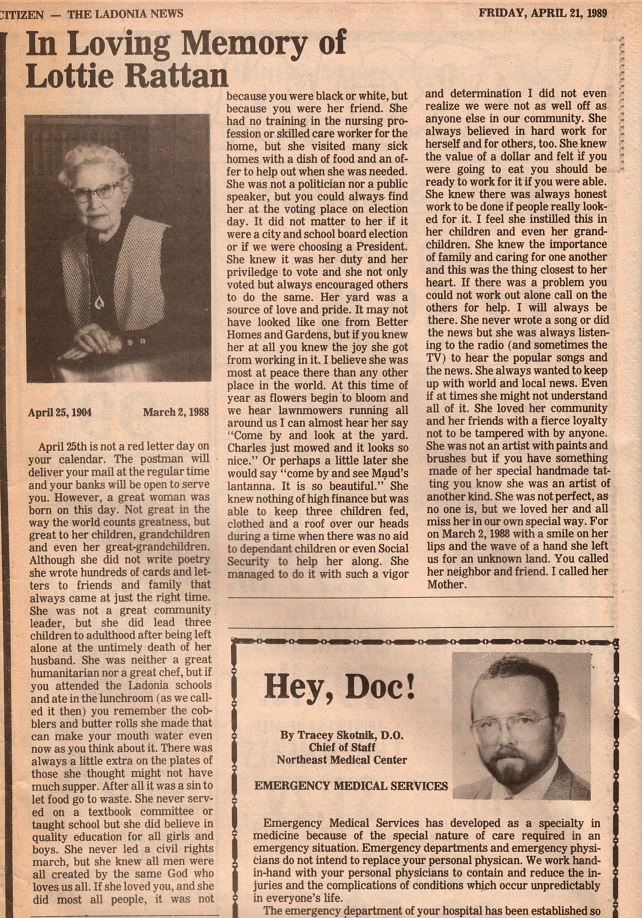 CITIZEN — THE LADONIA NEWS
FRIDAY, APRIL 21, 1989
In Loving Memory of
Lottie Rattan
April 25, 1904 March 2, 1988
April 25th is not a red letter day on
your calendar. The postman will
deliver your mail at the regular time
and your banks will be open to serve
you. However, a great woman was
born on this day. Not great in the
way the world counts greatness, but
great to her children, grandchildren
and even her great-grandchildren.
Although she did not write poetry
she wrote hundreds of cards and let-
ters to friends and family that
always came at just the right time.
She was not a great community
leader, but she did lead three
children to adulthood after being left
alone at the untimely death of her
husband. She was neither a great
humanitarian nor a great chef, but if
you attended the Ladonia schools
and ate in the lunchroom (as we call-
ed it then) you remember the cob-
blers and butter rolls she made that
can make your mouth water even
now as you think about it. There was
always a little extra on the plates of
those she thought might not have
much supper. After all it was a sin to
let food go to waste. She never serv-
ed on a textbook committee or
taught school but she did believe in
quality education for all girls and
boys. She never led a civil rights
march, but she knew all men were
all created by the same God who
loves us all. If she loved you, and she
did most all people, it was not
because you were black or white, but
because you were her friend. She
had no training in the nursing pro-
fession or skilled care worker for the
home, but she visited many sick
homes with a dish of food and an of-
fer to help out when she was needed.
She was not a politician nor a public
speaker, but you could always find
her at the voting place on election
day. It did not matter to her if it
were a city and school board election
or if we were choosing a President.
She knew it was her duty and her
priviledge to vote and she not only
voted but always encouraged others
to do the same. Her yard was a
source of love and pride. It may not
have looked like one from Better
Homes and Gardens, but if you knew
her at all you knew the joy she got
from working in it. I believe she was
most at peace there than any other
place in the world. At this time of
year as flowers begin to bloom and
we hear lawnmowers running all
around us I can almost hear her say
“Come by and look at the yard.
Charles just mowed and it looks so
nice.” Or perhaps a little later she
would say “come by and see Maud's
lantanna. It is so beautiful.” She
knew nothing of high finance but was
able to keep three children fed,
clothed and a roof over our heads
during a time when there was no aid
to dependant children or even Social
Security to help her along. She
managed to do it with such a vigor
and determination I did not even
realize we were not as well off as
anyone else in our community. She
always believed in hard work for
herself and for others, too. She knew
the value of a dollar and felt if you
were going to eat you should be
ready to work for it if you were able.
She knew there was always honest
work to be done if people really look-
ed for it. I feel she instilled this in
her children and even her grand-
children. She knew the importance
of family and caring for one another
and this was the thing closest to her
heart. If there was a problem you
could not work out alone call on the
others for help. I will always be
there. She never wrote a song or did
the news but she was always listen-
ing to the radio (and sometimes the
TV) to hear the popular songs and
the news. She always wanted to keep
up with world and local news. Even
if at times she might not understand
all of it. She loved her community
and her friends with a fierce loyalty
not to be tampered with by anyone.
She was not an artist with paints and
brushes but if you have something
made of her special handmade tat-
ting you know she was an artist of
another kind. She was not perfect, as
no one is, but we loved her and all
miss her in our own special way. For
on March 2, 1988 with a smile on her
lips and the wave of a hand she left
us for an unknown land. You called
her neighbor and friend. I called her
Mother.
Hey, Doc!
By Tracey Skotnik, D.O.
Chief of Staff
Northeast Medical Center
EMERGENCY MEDICAL SERVICES
Emergency Medical Services has developed as a specialty in
medicine because of the special nature of care required in an
emergency situation. Emergency departments and emergency physi-
cians do not intend to replace your personal physican. We work hand-
in-hand with your personal physicians to contain and reduce the in-
juries and the complications of conditions which occur unpredictably
in everyone's life.
The emergency department of your hospital has been established so